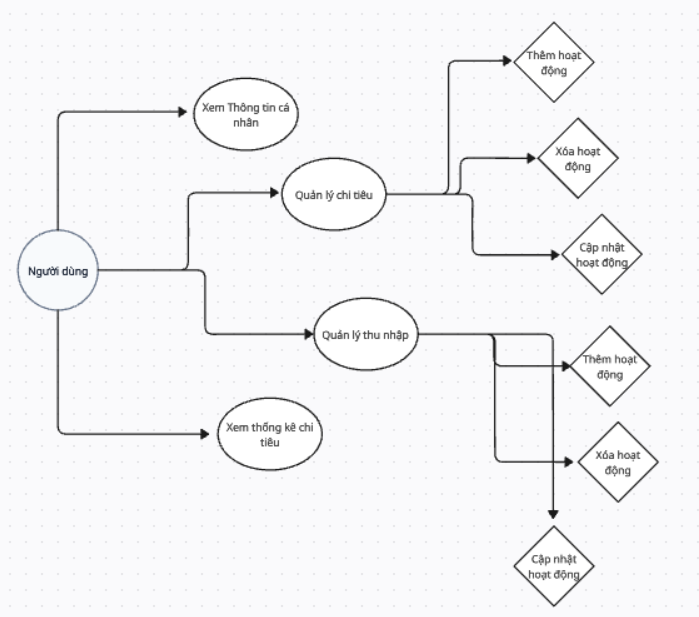 Thêm hoạt
động
Xem Thông tin cá
nhân
Xóa hoạt
động
Quản lý chi tiêu
Cập nhật
hoạt động
Người dùng
Quản lý thu nhập
Thêm hoạt
động
Xem thống kê chi
tiêu
Xóa hoạt
động
Cập nhật
hoạt động